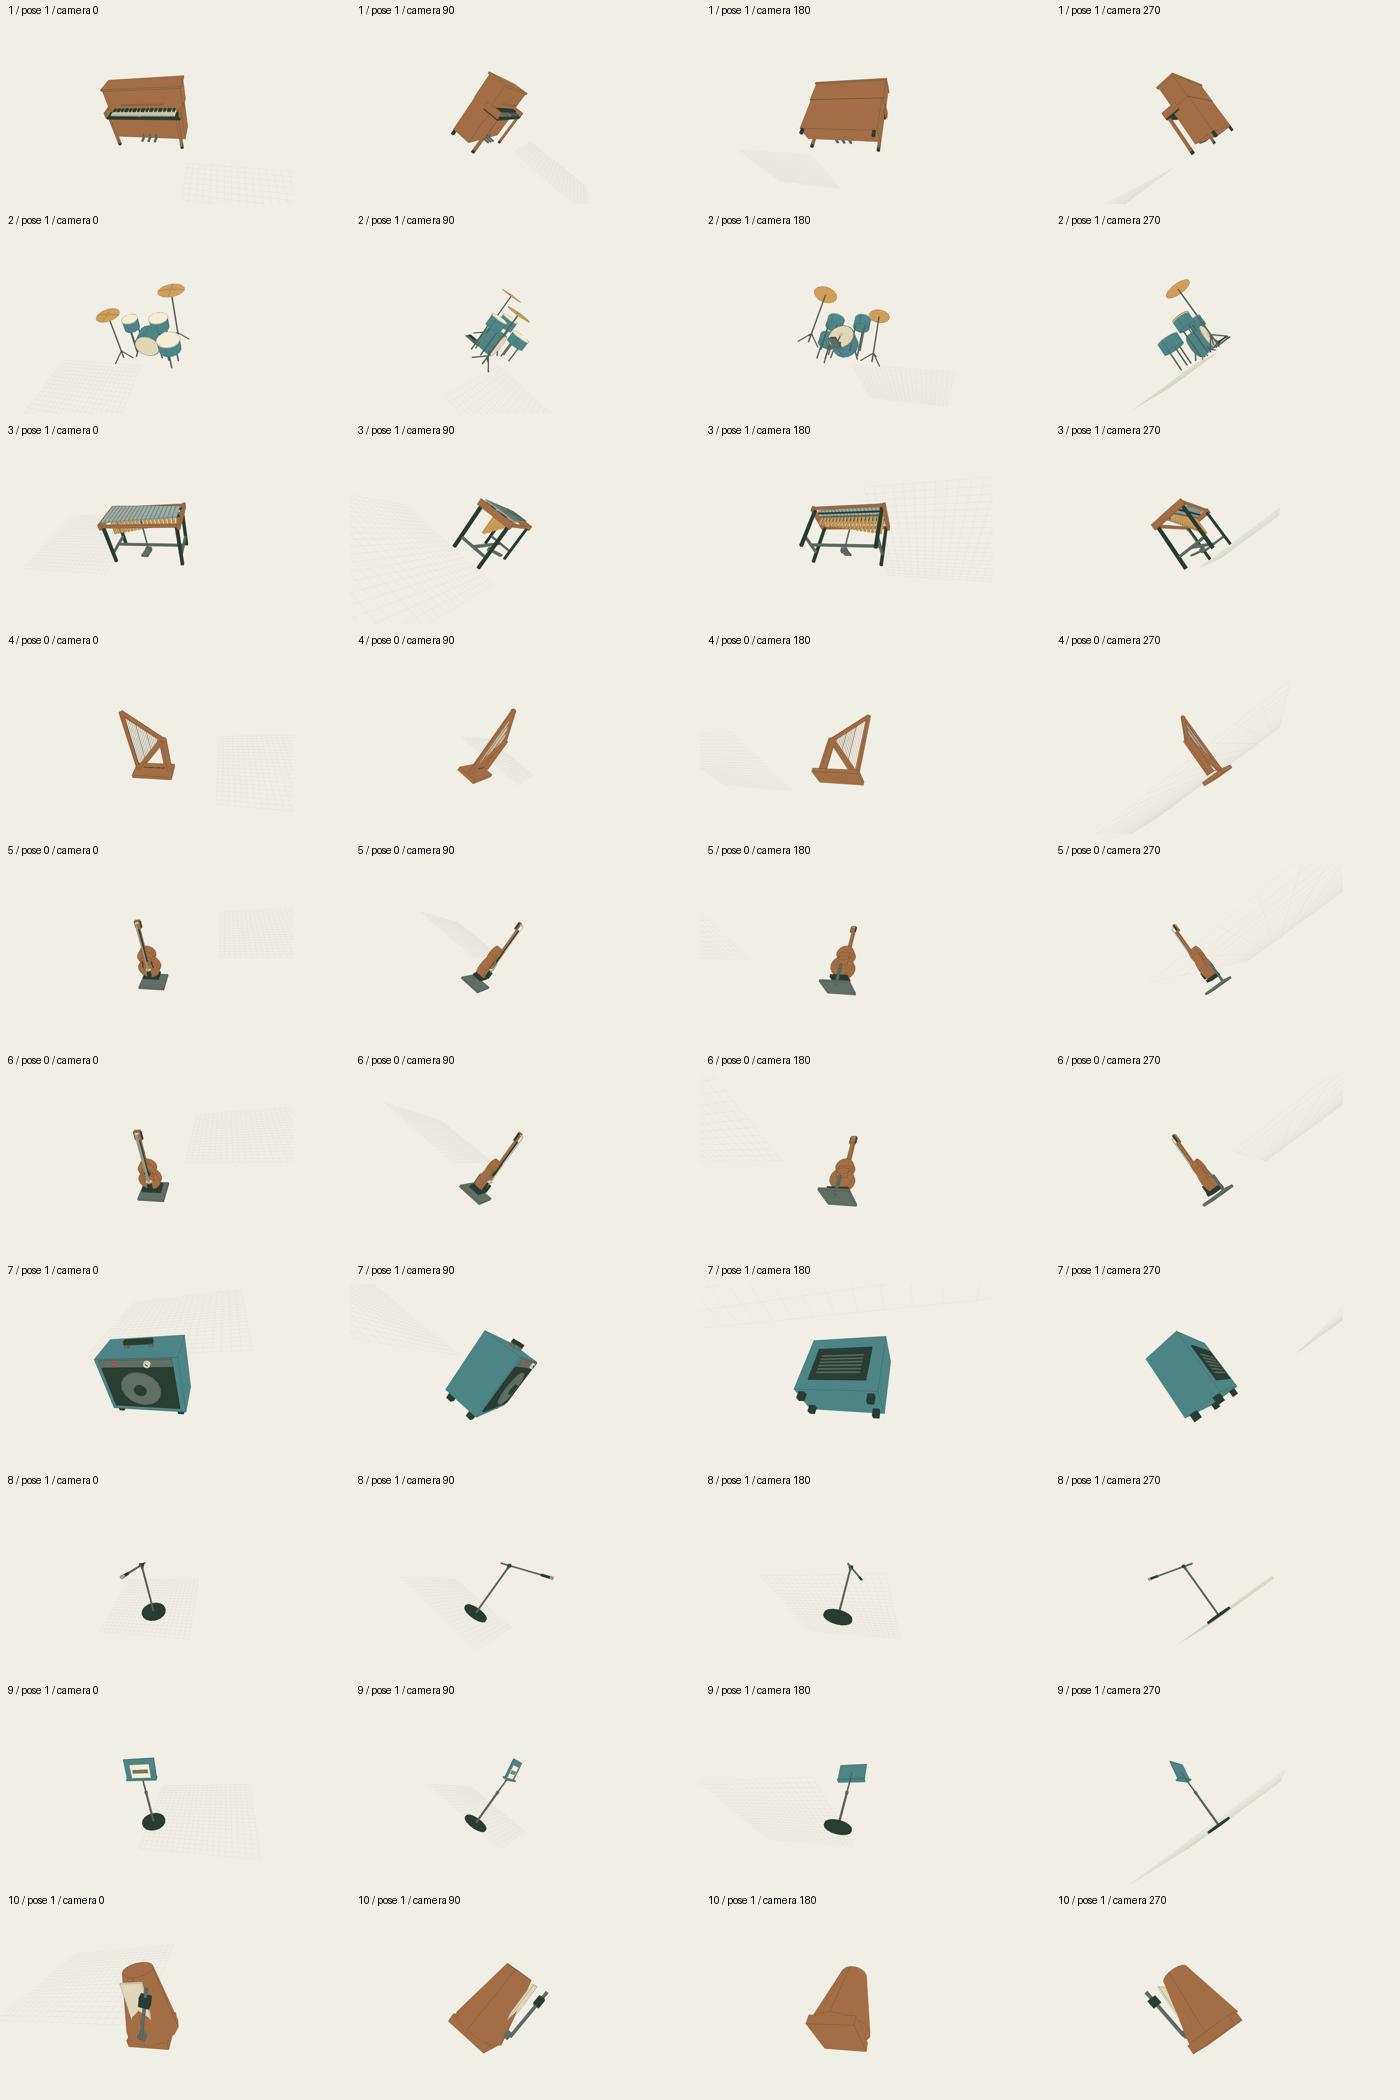 1 / pose 1 / camera 0
1 / pose 1 / camera 90
1 / pose 1 / camera 180
1 / pose 1 / camera 270
2 / pose 1 / camera 0
2 / pose 1 / camera 90
2 / pose 1 / camera 180
2 / pose 1 / camera 270
3 / pose 1 / camera 0
3 / pose 1 / camera 90
3 / pose 1 / camera 180
3 / pose 1 / camera 270
4 / pose 0 / camera 0
4 / pose 0 / camera 90
4 / pose 0 / camera 180
4 / pose 0 / camera 270
5 / pose 0 / camera 0
5 / pose 0 / camera 90
5 / pose 0 / camera 180
5 / pose 0 / camera 270
6 / pose 0 / camera 0
6 / pose 0 / camera 90
6 / pose 0 / camera 180
6 / pose 0 / camera 270
7 / pose 1 / camera 0
7 / pose 1 / camera 90
7 / pose 1 / camera 180
7 / pose 1 / camera 270
8 / pose 1 / camera 0
8 / pose 1 / camera 90
8 / pose 1 / camera 180
8 / pose 1 / camera 270
9 / pose 1 / camera 0
9 / pose 1 / camera 90
9 / pose 1 / camera 180
9 / pose 1 / camera 270
10 / pose 1 / camera 0
10 / pose 1 / camera 90
10 / pose 1 / camera 180
10 / pose 1 / camera 270